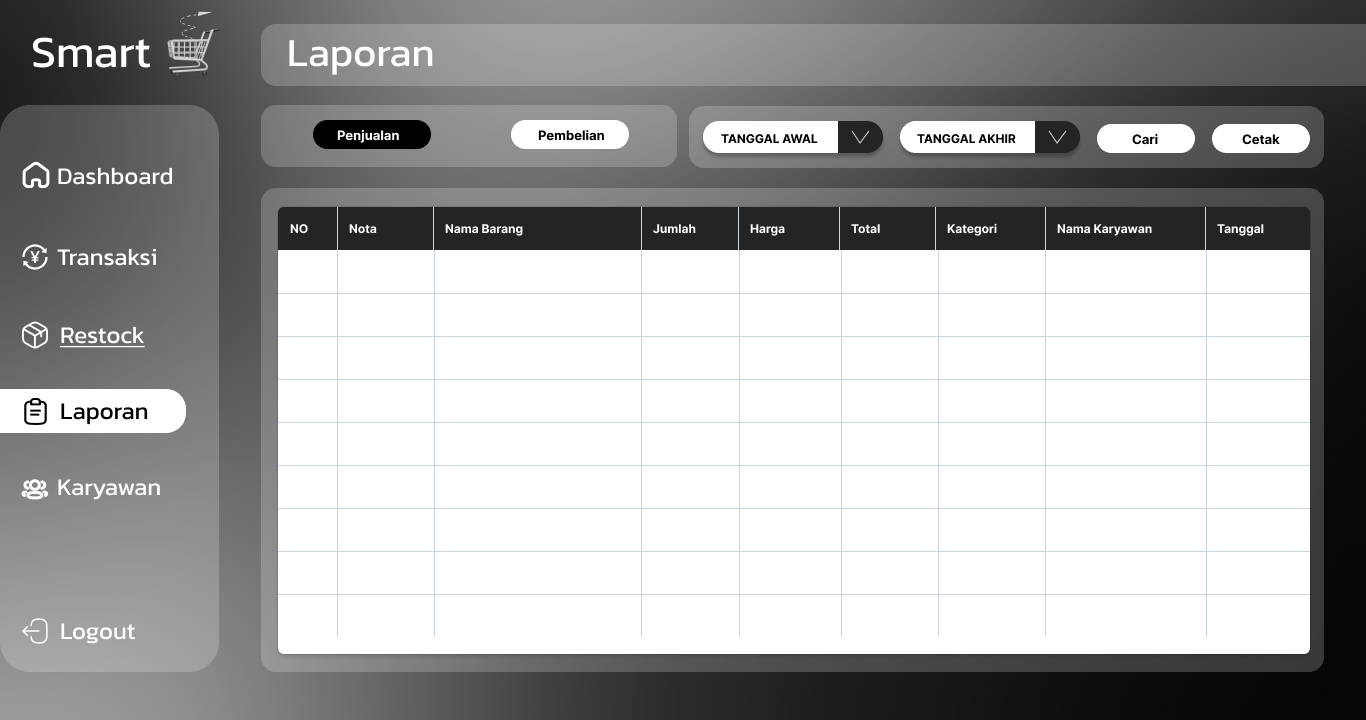 Smart
Laporan
Penjualan
Pembelian
TANGGAL AWAL
TANGGAL AKHIR
Cari
Cetak
Dashboard
Transaksi
Restock
Laporan
Karyawan
Logout
NO Nota Nama Barang Jumlah Harga Total Kategori Nama Karyawan Tanggal